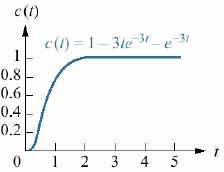 c(t)
c(t) = 1 − 3te^{−3t} − e^{−3t}
1
0.8
0.6
0.4
0.2
0 1 2 3 4 5 t